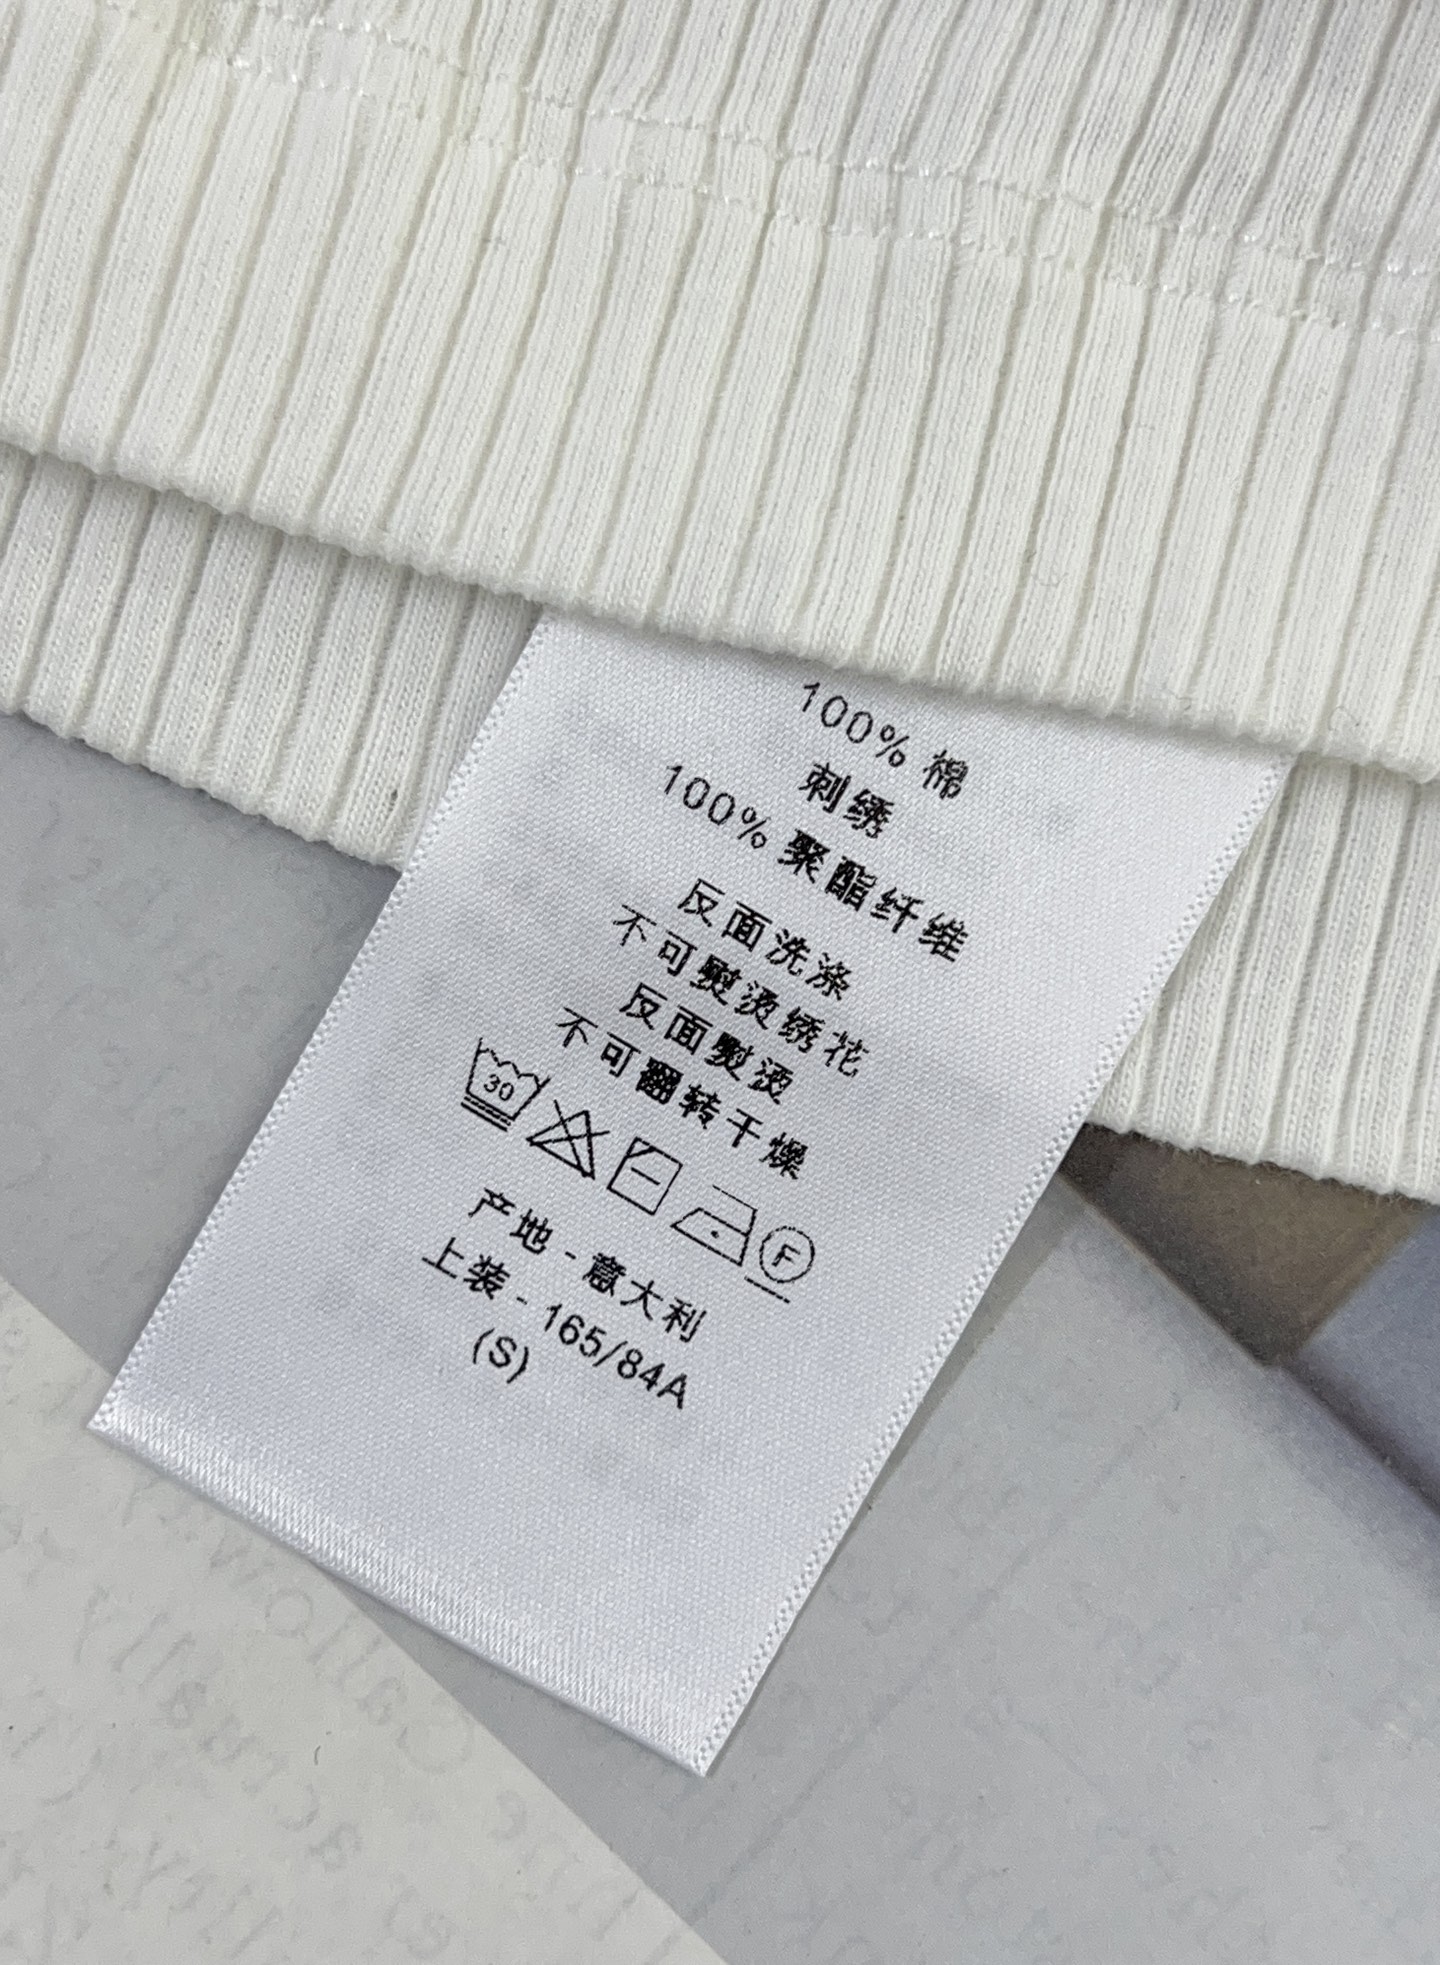 100% 棉
刺绣
100% 聚酯纤维
反面洗涤
不可熨烫绣花
反面熨烫
不可翻转干燥
30
F
产地 - 意大利
上装 - 165/84A
(S)